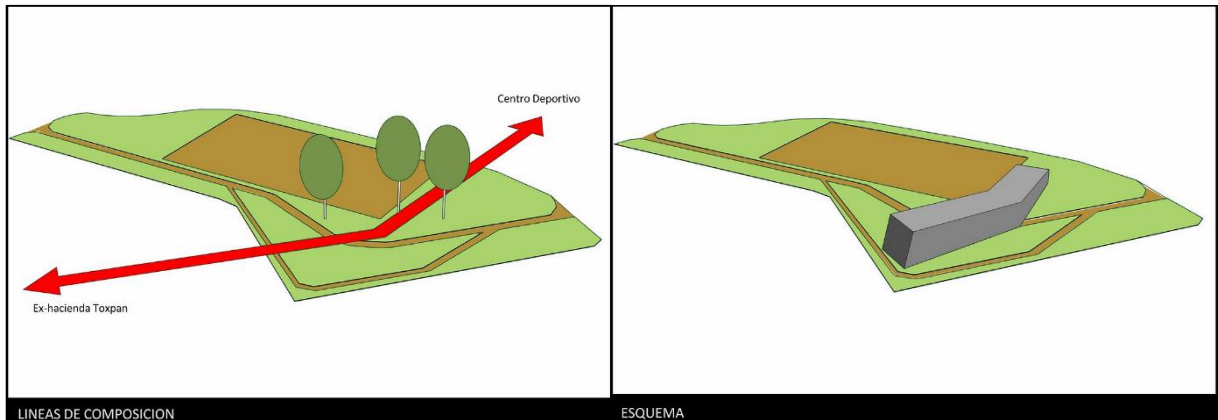 Centro Deportivo
Ex-hacienda Toxpan
LINEAS DE COMPOSICION
ESQUEMA